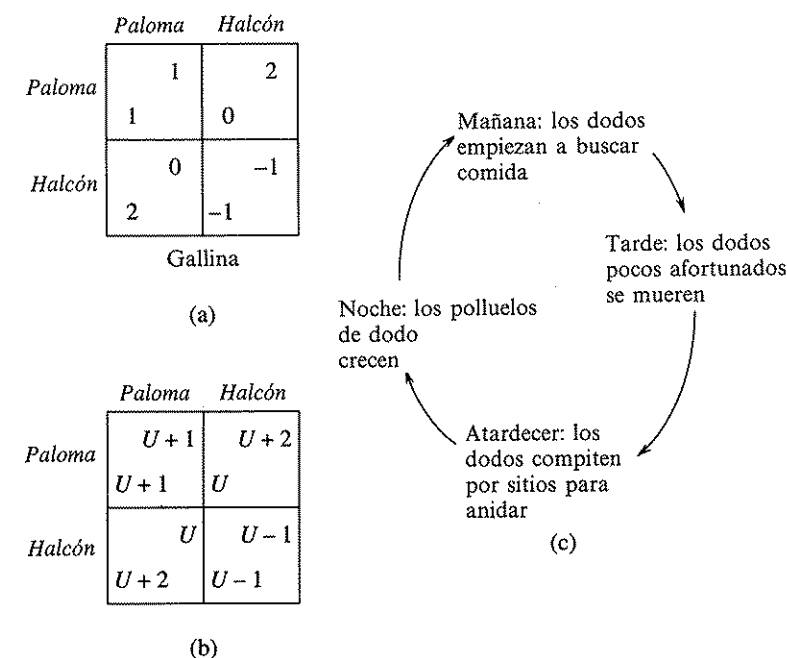 Paloma Halcón
Paloma
1 2
1 0
Halcón
0 −1
2 −1
Gallina
(a)
Paloma Halcón
Paloma
U + 1 U + 2
U + 1 U
Halcón
U U − 1
U + 2 U − 1
(b)
Mañana: los dodos
empiezan a buscar
comida
Tarde: los dodos
pocos afortunados
se mueren
Atardecer: los
dodos compiten
por sitios para
anidar
Noche: los polluelos
de dodo
crecen
(c)